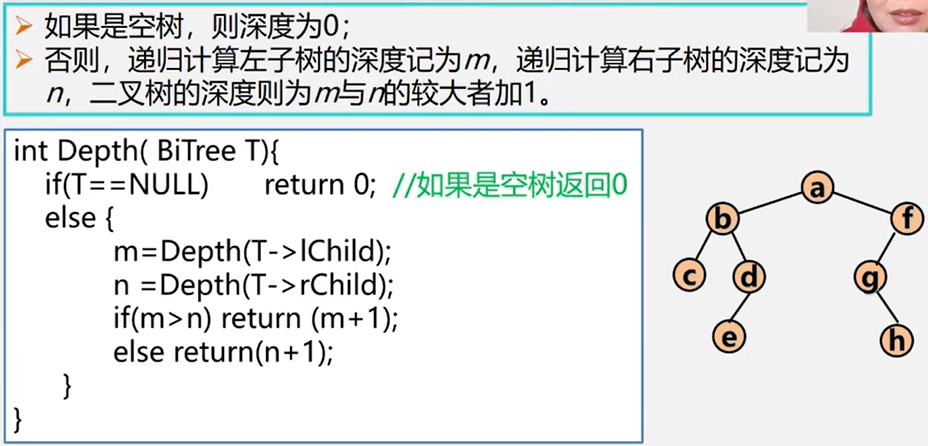 如果是空树，则深度为0；
否则，递归计算左子树的深度记为m，递归计算右子树的深度记为
n，二叉树的深度则为m与n的较大者加1。
int Depth( BiTree T){
if(T==NULL) return 0; //如果是空树返回0
else {
m=Depth(T->lChild);
n =Depth(T->rChild);
if(m>n) return (m+1);
else return(n+1);
}
}
a
b f
c d g
e h